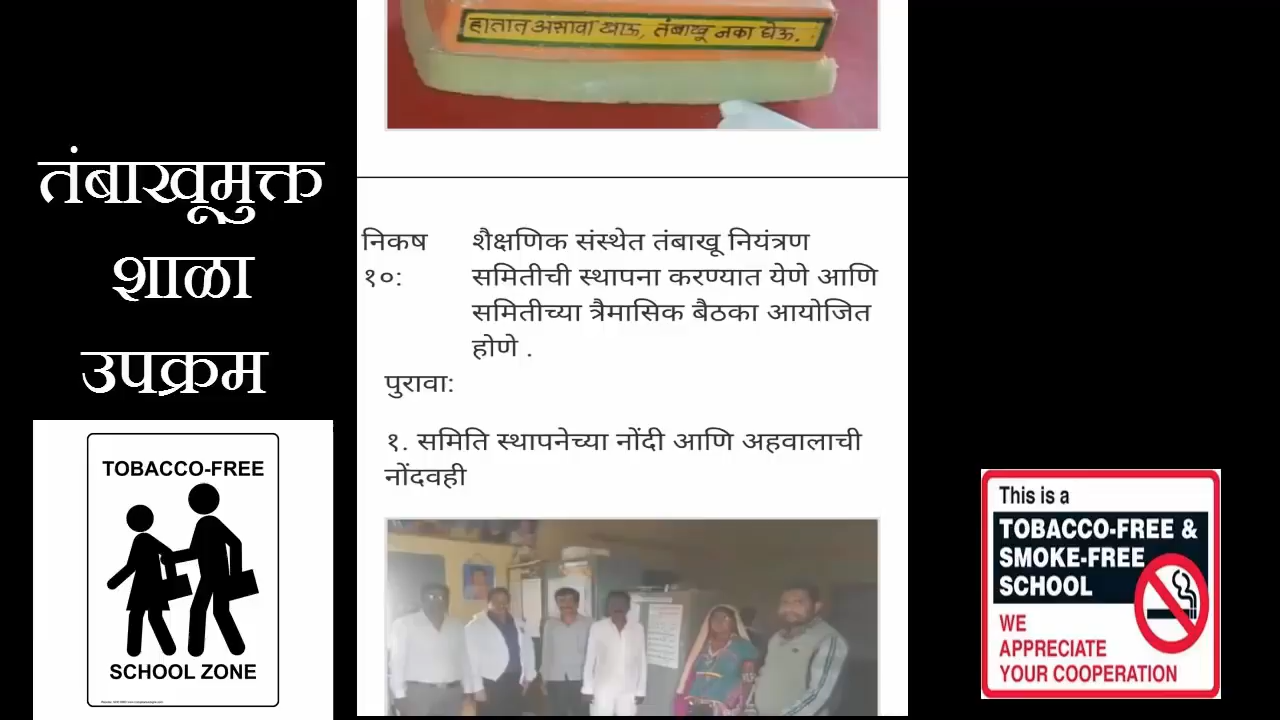 हातात असावा खाऊ, तंबाखू नका घेऊ.
तंबाखूमुक्त
शाळा
उपक्रम
निकष १०:
शैक्षणिक संस्थेत तंबाखू नियंत्रण
समितीची स्थापना करण्यात येणे आणि
समितीच्या त्रैमासिक बैठका आयोजित
होणे .
पुरावा:
१. समिति स्थापनेच्या नोंदी आणि अहवालाची
नोंदवही
TOBACCO-FREE
SCHOOL ZONE
This is a
TOBACCO-FREE &
SMOKE-FREE
SCHOOL
WE
APPRECIATE
YOUR COOPERATION